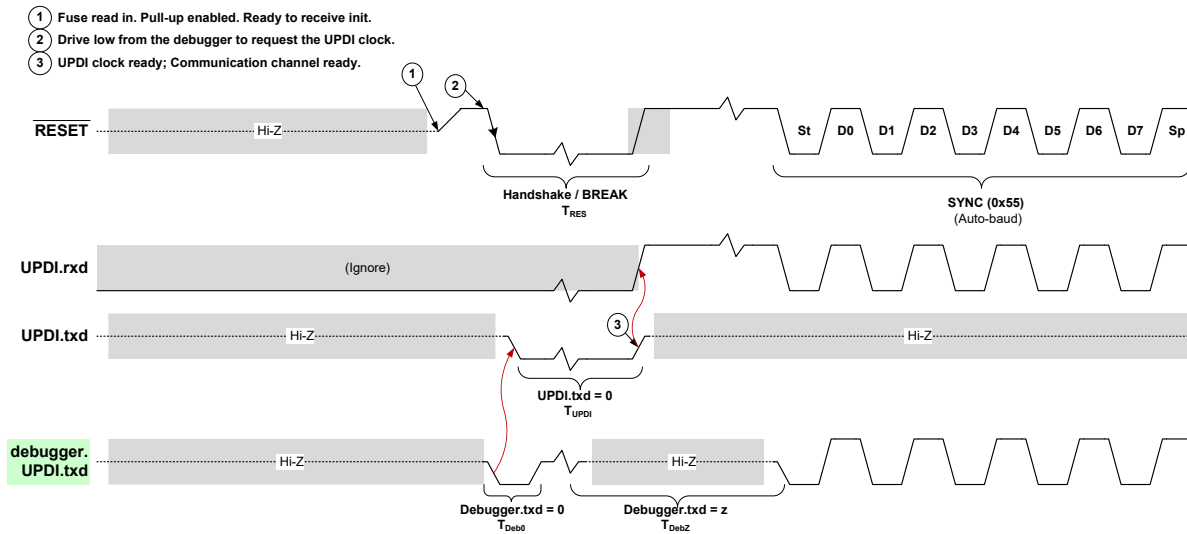 1 Fuse read in. Pull-up enabled. Ready to receive init.
2 Drive low from the debugger to request the UPDI clock.
3 UPDI clock ready; Communication channel ready.
1
2
RESET
Hi-Z
St D0 D1 D2 D3 D4 D5 D6 D7 Sp
Handshake / BREAK
TRES
SYNC (0x55)
(Auto-baud)
UPDI.rxd
(Ignore)
3
UPDI.txd
Hi-Z
Hi-Z
UPDI.txd = 0
TUPDI
debugger.
UPDI.txd
Hi-Z
Hi-Z
Debugger.txd = 0
TDeb0
Debugger.txd = z
TDebZ